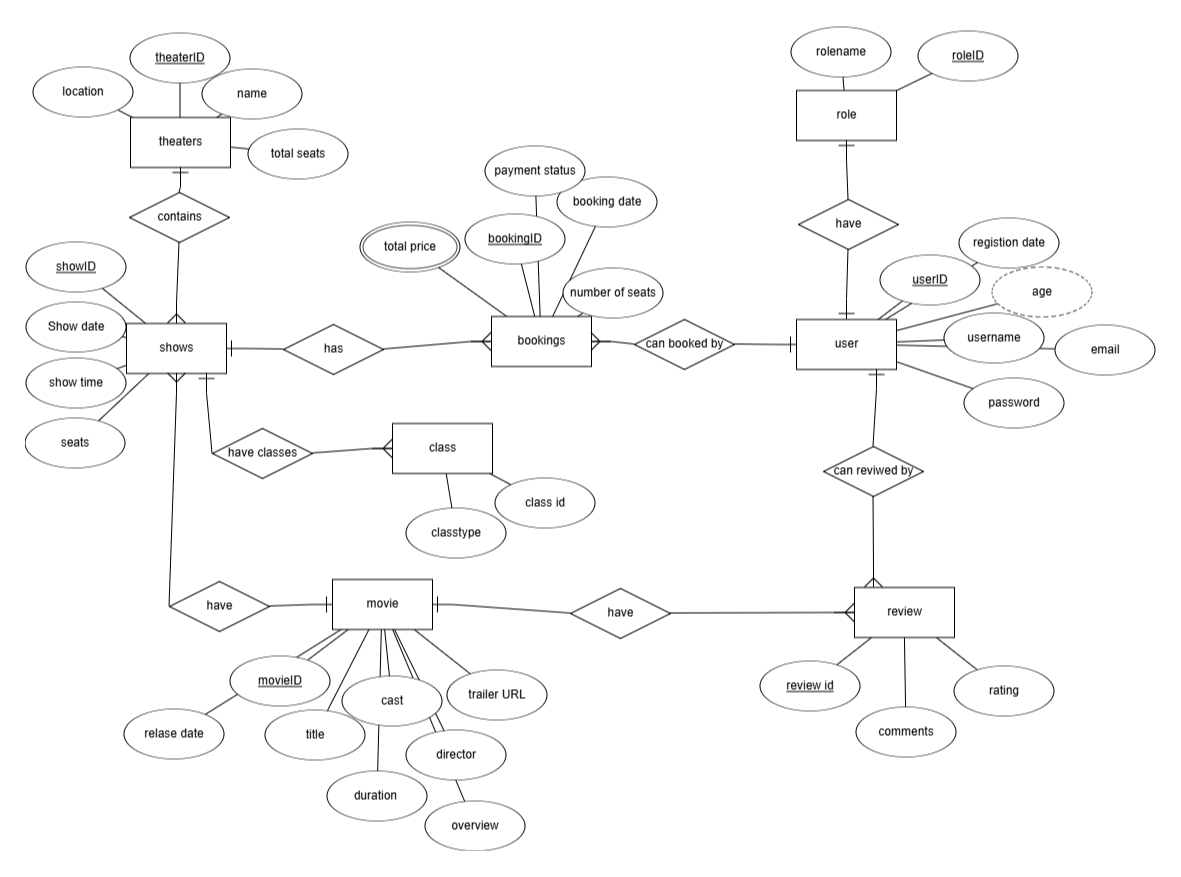 rolename
roleID
theaterID
location
name
role
theaters
total seats
payment status
booking date
contains
have
bookingID
total price
registion date
showID
userID
age
number of seats
Show date
username
shows
has
bookings
can booked by
user
email
show time
password
seats
have classes
class
can reviwed by
class id
classtype
have
movie
have
review
movieID
cast
trailer URL
review id
rating
relase date
title
comments
director
duration
overview